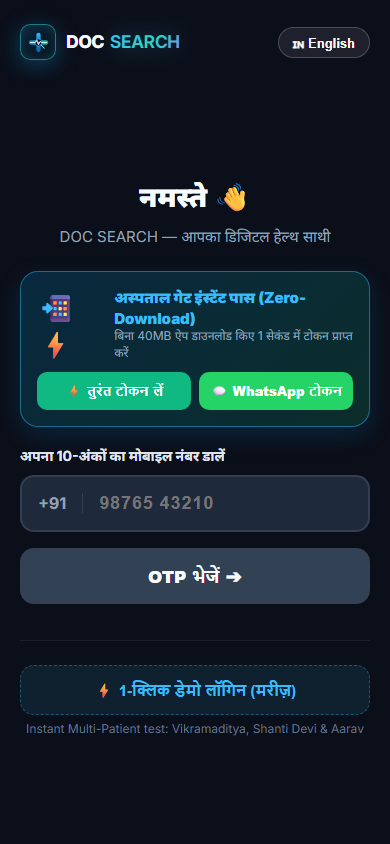 DOC SEARCH
IN English
नमस्ते 👋
DOC SEARCH — आपका डिजिटल हेल्थ साथी
अस्पताल गेट इंस्टेंट पास (Zero-
Download)
बिना 40MB ऐप डाउनलोड किए 1 सेकंड में टोकन प्राप्त
करें
⚡ तुरंत टोकन लें
💬 WhatsApp टोकन
अपना 10-अंकों का मोबाइल नंबर डालें
+91 98765 43210
OTP भेजें ➔
⚡ 1-क्लिक डेमो लॉगिन (मरीज़)
Instant Multi-Patient test: Vikramaditya, Shanti Devi & Aarav